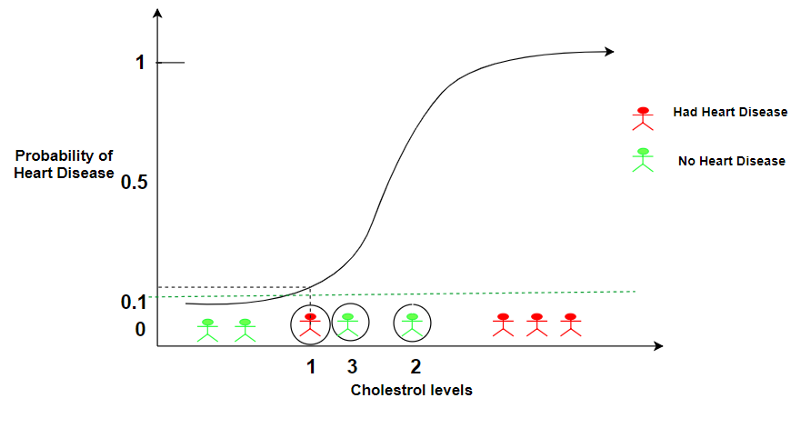 1
Had Heart Disease
Probability of
Heart Disease
No Heart Disease
0.5
0.1
0
1 3 2
Cholestrol levels